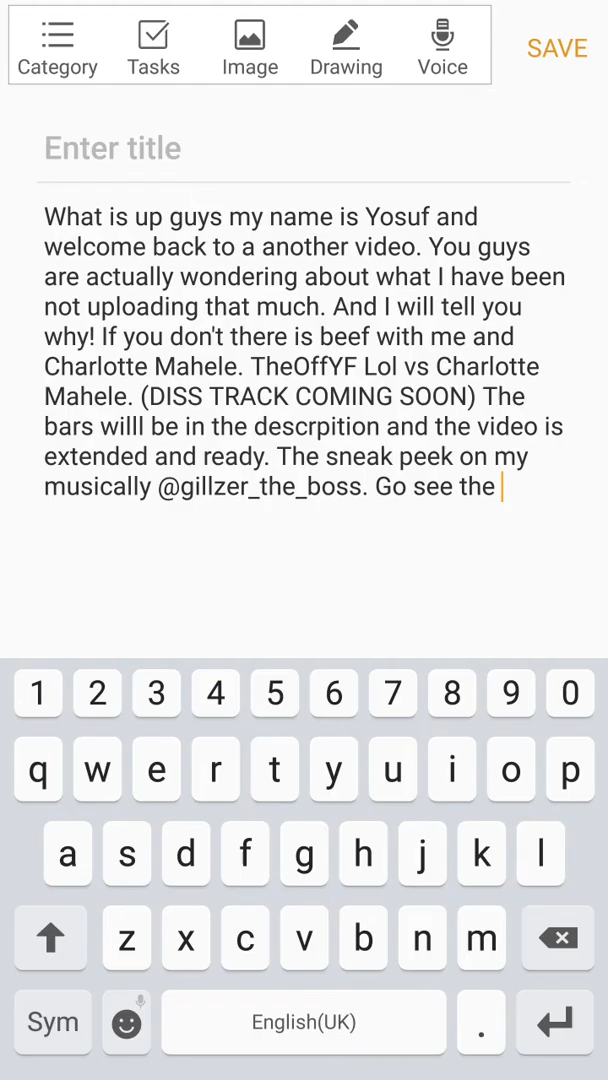 Category Tasks Image Drawing Voice SAVE
Enter title
What is up guys my name is Yosuf and
welcome back to a another video. You guys
are actually wondering about what I have been
not uploading that much. And I will tell you
why! If you don't there is beef with me and
Charlotte Mahele. TheOffYF Lol vs Charlotte
Mahele. (DISS TRACK COMING SOON) The
bars willl be in the descrpition and the video is
extended and ready. The sneak peek on my
musically @gillzer_the_boss. Go see the
1 2 3 4 5 6 7 8 9 0
q w e r t y u i o p
a s d f g h j k l
z x c v b n m
Sym English(UK) .